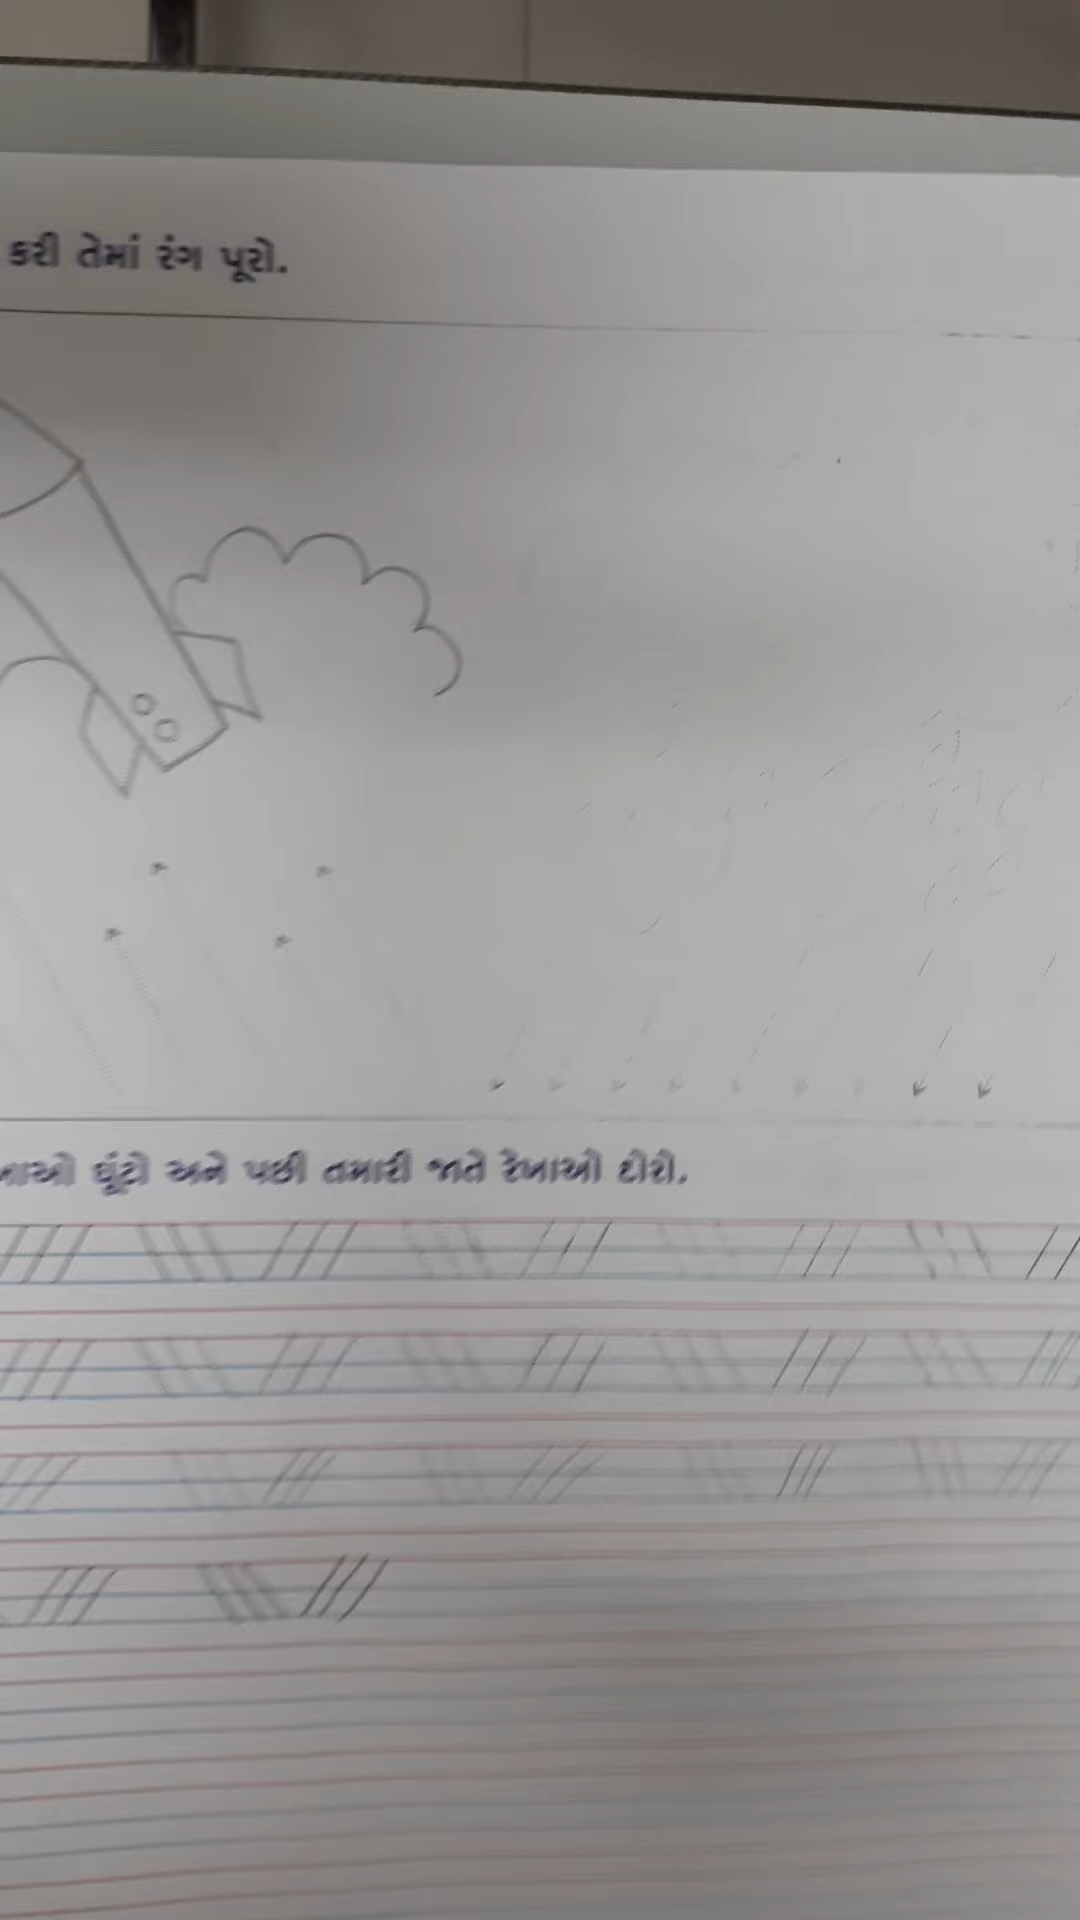 કરી તેમાં રંગ પૂરો.
ઘૂંટો અને પછી તમારી જાતે રેખાઓ દોરો.